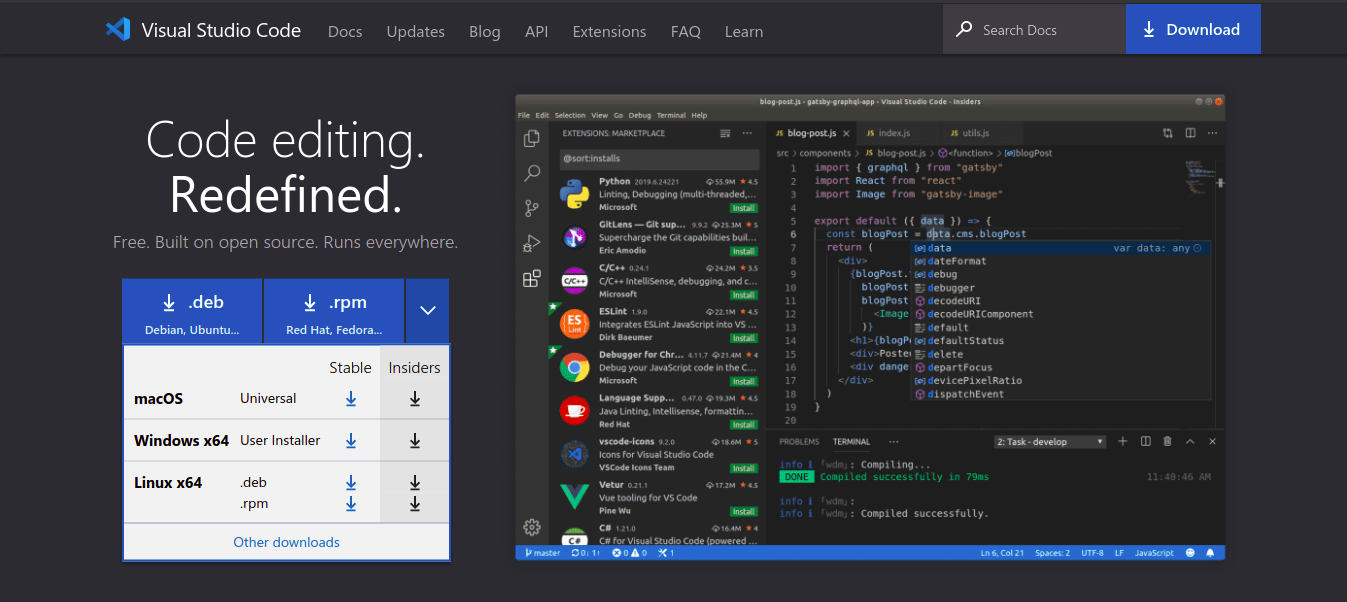 Visual Studio Code Docs Updates Blog API Extensions FAQ Learn Search Docs Download
Code editing.
Redefined.
Free. Built on open source. Runs everywhere.
.deb
Debian, Ubuntu...
.rpm
Red Hat, Fedora...
Stable Insiders
macOS Universal
Windows x64 User Installer
Linux x64 .deb
.rpm
Other downloads
blog-post.js - gatsby-graphql-app - Visual Studio Code - Insiders
File Edit Selection View Go Debug Terminal Help
EXTENSIONS: MARKETPLACE
@sort:installs
Python 2019.6.24221 55.9M 4.5
Linting, Debugging (multi-threaded,...
Microsoft Install
GitLens — Git sup... 9.9.2 25.3M 5
Supercharge the Git capabilities buil...
Eric Amodio Install
C/C++ 0.24.1 24.2M 3.5
C/C++ IntelliSense, debugging, and c...
Microsoft Install
ESLint 1.9.0 22.1M 4.5
Integrates ESLint JavaScript into VS ...
Dirk Baeumer Install
Debugger for Chr... 4.11.7 21.4M 4
Debug your JavaScript code in the C...
Microsoft Install
Language Supp... 0.47.0 19.3M 4.5
Java Linting, Intellisense, formattin...
Red Hat Install
vscode-icons 9.2.0 18.6M 5
Icons for Visual Studio Code
VSCode Icons Team Install
Vetur 0.21.1 17.2M 4.5
Vue tooling for VS Code
Pine Wu Install
C# 1.21.0 16.4M 4
C# for Visual Studio Code (powered ...
JS blog-post.js JS index.js JS utils.js
src > components > JS blog-post.js > <function> > blogPost
1 import { graphql } from "gatsby"
2 import React from "react"
3 import Image from "gatsby-image"
4
5 export default ({ data }) => {
6 const blogPost = data.cms.blogPost
7 return (
8 <div>
9 {blogPost.
10 blogPost
11 blogPost
12 <Image
13 )}
14 <h1>{blogP
15 <div>Poste
16 <div dange
17 </div>
18 )
19 }
20
data var data: any
dateFormat
debug
debugger
decodeURI
decodeURIComponent
default
defaultStatus
delete
departFocus
devicePixelRatio
dispatchEvent
PROBLEMS TERMINAL ... 2: Task - develop
info i ｢wdm｣: Compiling...
DONE Compiled successfully in 79ms 11:40:46 AM
info i ｢wdm｣:
info i ｢wdm｣: Compiled successfully.
master 0↓ 1↑ 0 0 1 Ln 6, Col 21 Spaces: 2 UTF-8 LF JavaScript